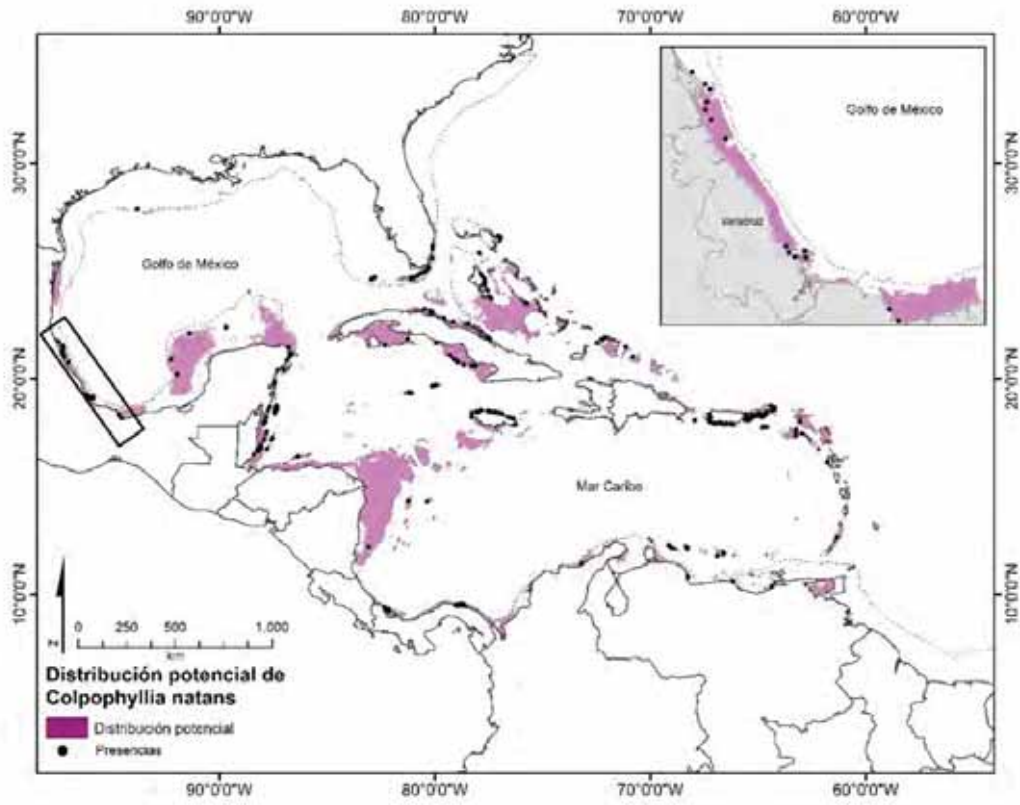 90°0'0"W 80°0'0"W 70°0'0"W 60°0'0"W
30°0'0"N
20°0'0"N
10°0'0"N
Golfo de México
Veracruz
Golfo de México
30°0'0"N
20°0'0"N
10°0'0"N
Mar Caribe
N
0 250 500 1,000
km
Distribución potencial de
Colpophyllia natans
Distribución potencial
Presencias
90°0'0"W 80°0'0"W 70°0'0"W 60°0'0"W